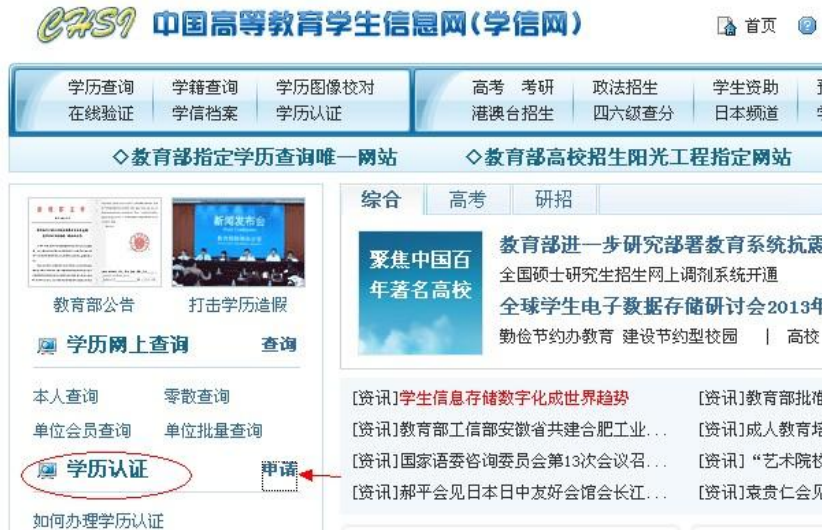 CHSI 中国高等教育学生信息网(学信网) 首页
学历查询 学籍查询 学历图像校对 高考 考研 政法招生 学生资助
在线验证 学信档案 学历认证 港澳台招生 四六级查分 日本频道
◇教育部指定学历查询唯一网站 ◇教育部高校招生阳光工程指定网站
新闻发布会
教育部公告 打击学历造假
学历网上查询 查询
本人查询 零散查询
单位会员查询 单位批量查询
学历认证 申请
如何办理学历认证
综合 高考 研招
聚焦中国百
年著名高校
教育部进一步研究部署教育系统抗震
全国硕士研究生招生网上调剂系统开通
全球学生电子数据存储研讨会2013年
勤俭节约办教育 建设节约型校园 | 高校
[资讯]学生信息存储数字化成世界趋势 [资讯]教育部批准
[资讯]教育部工信部安徽省共建合肥工业... [资讯]成人教育培
[资讯]国家语委咨询委员会第13次会议召... [资讯]“艺术院校
[资讯]郝平会见日本日中友好会馆会长江... [资讯]袁贵仁会见